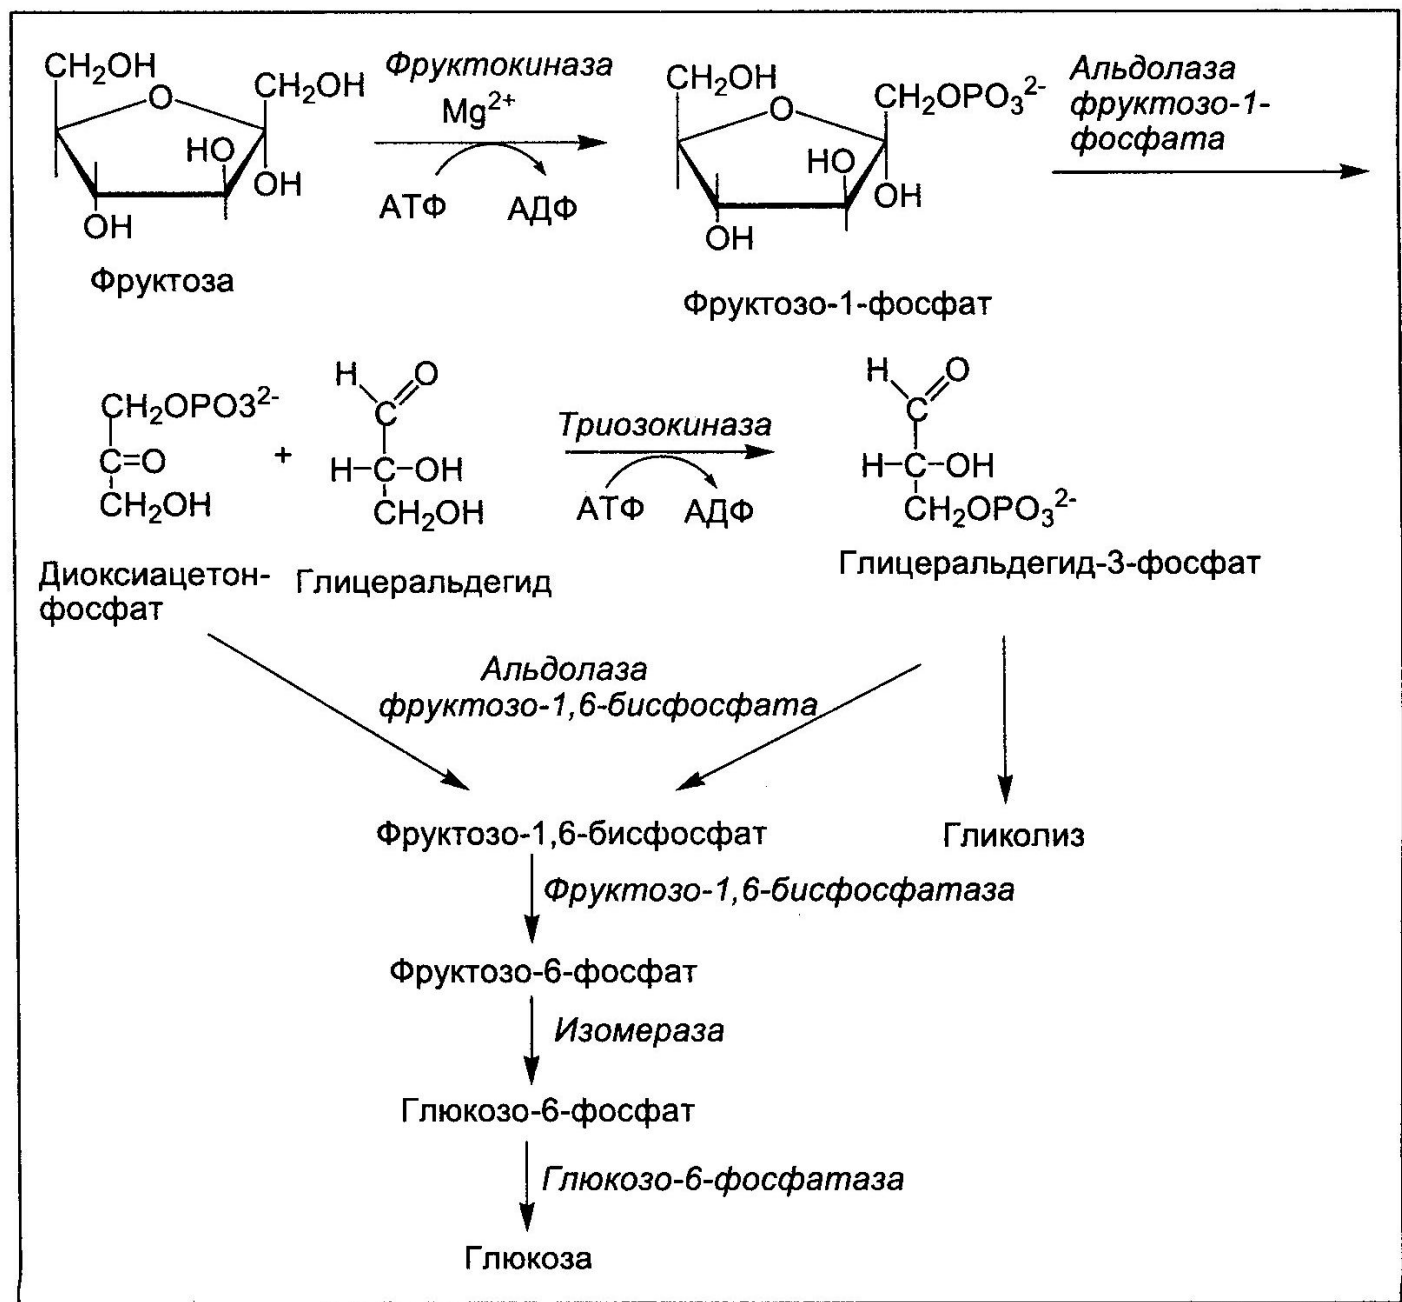 CH₂OH
O
CH₂OH
HO
OH
OH
Фруктоза
Фруктокиназа
Mg²⁺
АТФ АДФ
CH₂OH
O
CH₂OPO₃²⁻
HO
OH
OH
Фруктозо-1-фосфат
Альдолаза
фруктозо-1-
фосфата
CH₂OPO3²⁻
C=O
CH₂OH
Диоксиацетон-
фосфат
+
H O
C
H–C–OH
CH₂OH
Глицеральдегид
Триозокиназа
АТФ АДФ
H O
C
H–C–OH
CH₂OPO₃²⁻
Глицеральдегид-3-фосфат
Альдолаза
фруктозо-1,6-бисфосфата
Фруктозо-1,6-бисфосфат
Гликолиз
Фруктозо-1,6-бисфосфатаза
Фруктозо-6-фосфат
Изомераза
Глюкозо-6-фосфат
Глюкозо-6-фосфатаза
Глюкоза